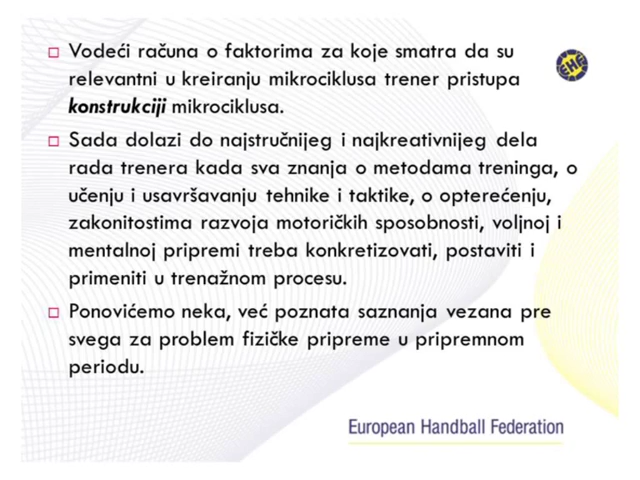 Vodeći računa o faktorima za koje smatra da su
relevantni u kreiranju mikrociklusa trener pristupa
konstrukciji mikrociklusa.
Sada dolazi do najstručnijeg i najkreativnijeg dela
rada trenera kada sva znanja o metodama treninga, o
učenju i usavršavanju tehnike i taktike, o opterećenju,
zakonitostima razvoja motoričkih sposobnosti, voljnoj i
mentalnoj pripremi treba konkretizovati, postaviti i
primeniti u trenažnom procesu.
Ponovićemo neka, već poznata saznanja vezana pre
svega za problem fizičke pripreme u pripremnom
periodu.
EHF
European Handball Federation